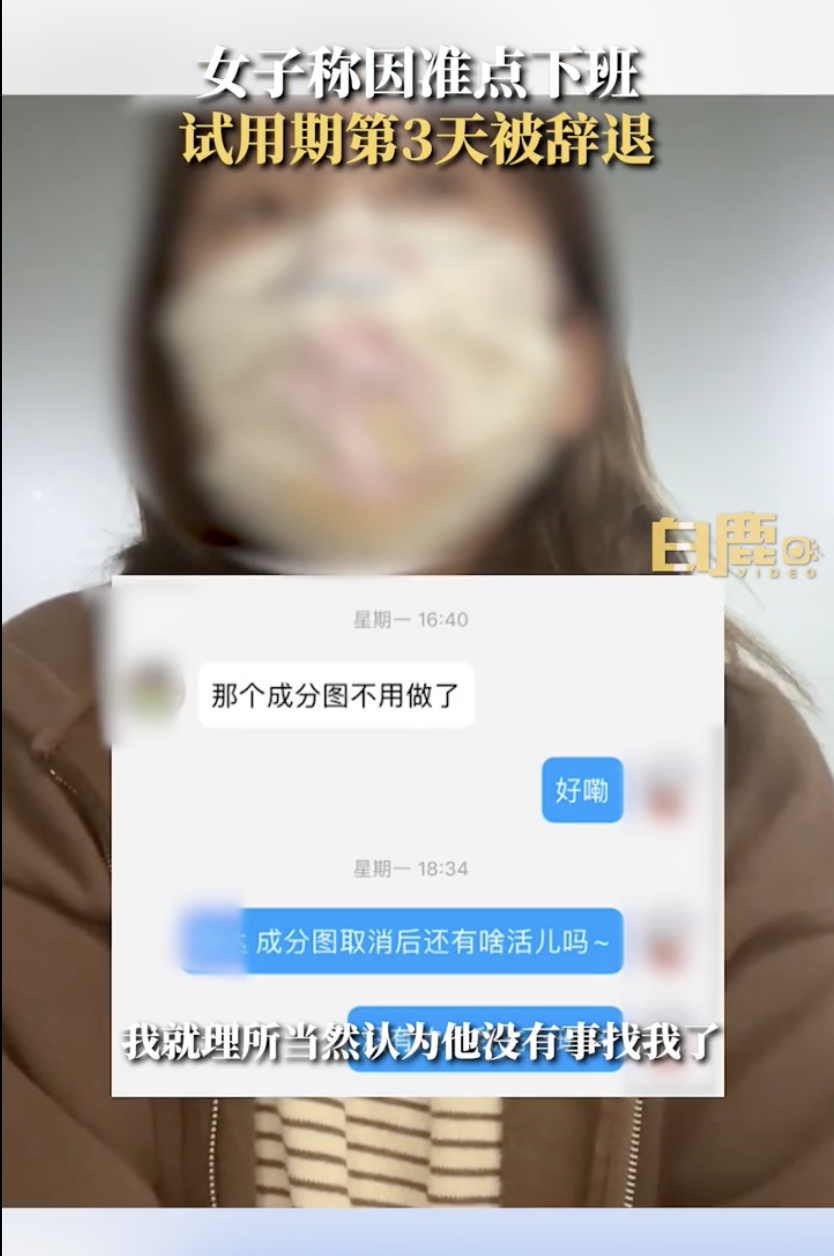 女子称因准点下班
试用期第3天被辞退
白鹿
VIDEO
星期一 16:40
那个成分图不用做了
好嘞
星期一 18:34
成分图取消后还有啥活儿吗~
我就理所当然认为他没有事找我了